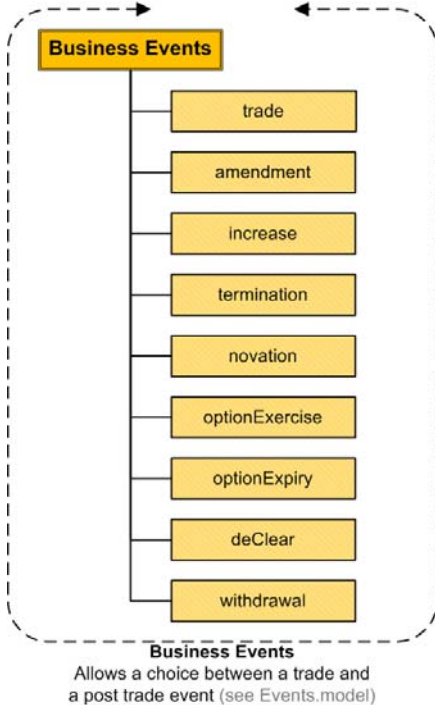 Business Events
trade
amendment
increase
termination
novation
optionExercise
optionExpiry
deClear
withdrawal
Business Events
Allows a choice between a trade and
a post trade event (see Events.model)